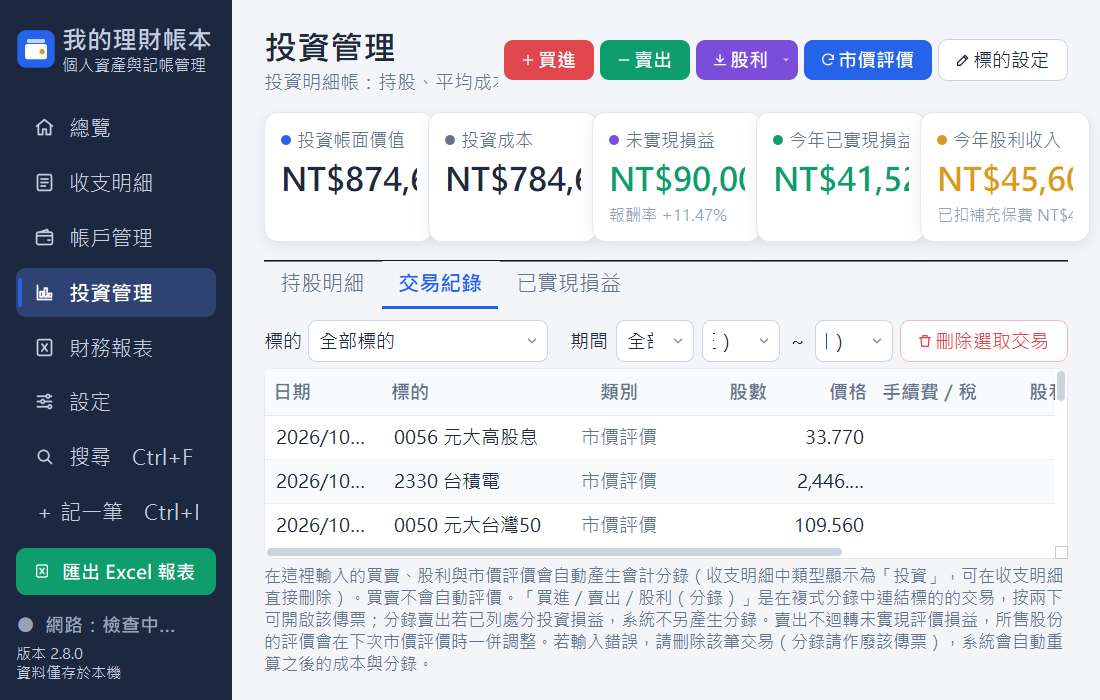 我的理財帳本
個人資產與記帳管理
總覽
收支明細
帳戶管理
投資管理
財務報表
設定
搜尋 Ctrl+F
+ 記一筆 Ctrl+I
匯出 Excel 報表
網路：檢查中...
版本 2.8.0
資料僅存於本機
投資管理
投資明細帳：持股、平均成
+買進
−賣出
股利
市價評價
標的設定
投資帳面價值
NT$874,6
投資成本
NT$784,6
未實現損益
NT$90,00
報酬率 +11.47%
今年已實現損益
NT$41,52
今年股利收入
NT$45,60
已扣補充保費 NT$4
持股明細 交易紀錄 已實現損益
標的 全部標的 期間 全部 ) ~ ) 刪除選取交易
日期 標的 類別 股數 價格 手續費 / 稅 股利
2026/10... 0056 元大高股息 市價評價 33.770
2026/10... 2330 台積電 市價評價 2,446....
2026/10... 0050 元大台灣50 市價評價 109.560
在這裡輸入的買賣、股利與市價評價會自動產生會計分錄（收支明細中類型顯示為「投資」，可在收支明細
直接刪除）。買賣不會自動評價。「買進 / 賣出 / 股利（分錄）」是在複式分錄中連結標的的交易，按兩下
可開啟該傳票；分錄賣出若已列處分投資損益，系統不另產生分錄。賣出不迴轉未實現評價損益，所售股份
的評價會在下次市價評價時一併調整。若輸入錯誤，請刪除該筆交易（分錄請作廢該傳票），系統會自動重
算之後的成本與分錄。